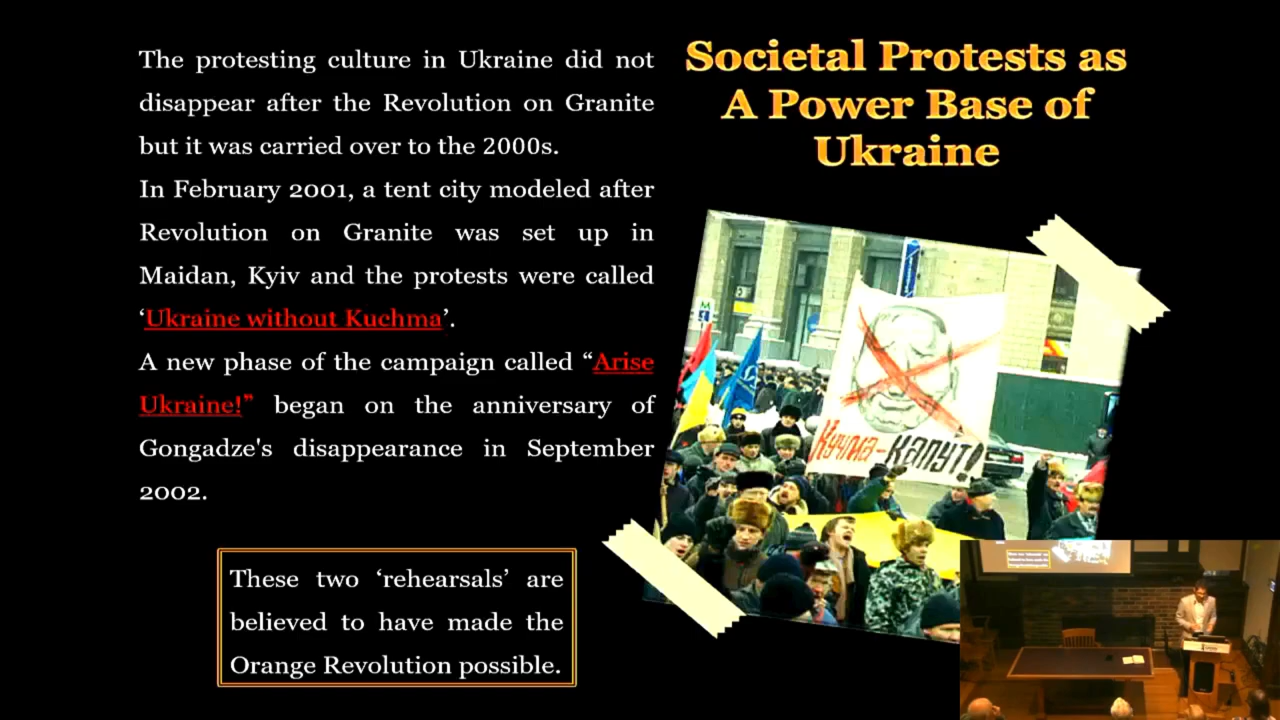 The protesting culture in Ukraine did not
disappear after the Revolution on Granite
but it was carried over to the 2000s.
In February 2001, a tent city modeled after
Revolution on Granite was set up in
Maidan, Kyiv and the protests were called
‘Ukraine without Kuchma’.
A new phase of the campaign called “Arise
Ukraine!” began on the anniversary of
Gongadze's disappearance in September
2002.
These two ‘rehearsals’ are
believed to have made the
Orange Revolution possible.
Societal Protests as
A Power Base of
Ukraine
Кучма-КАПУТ!